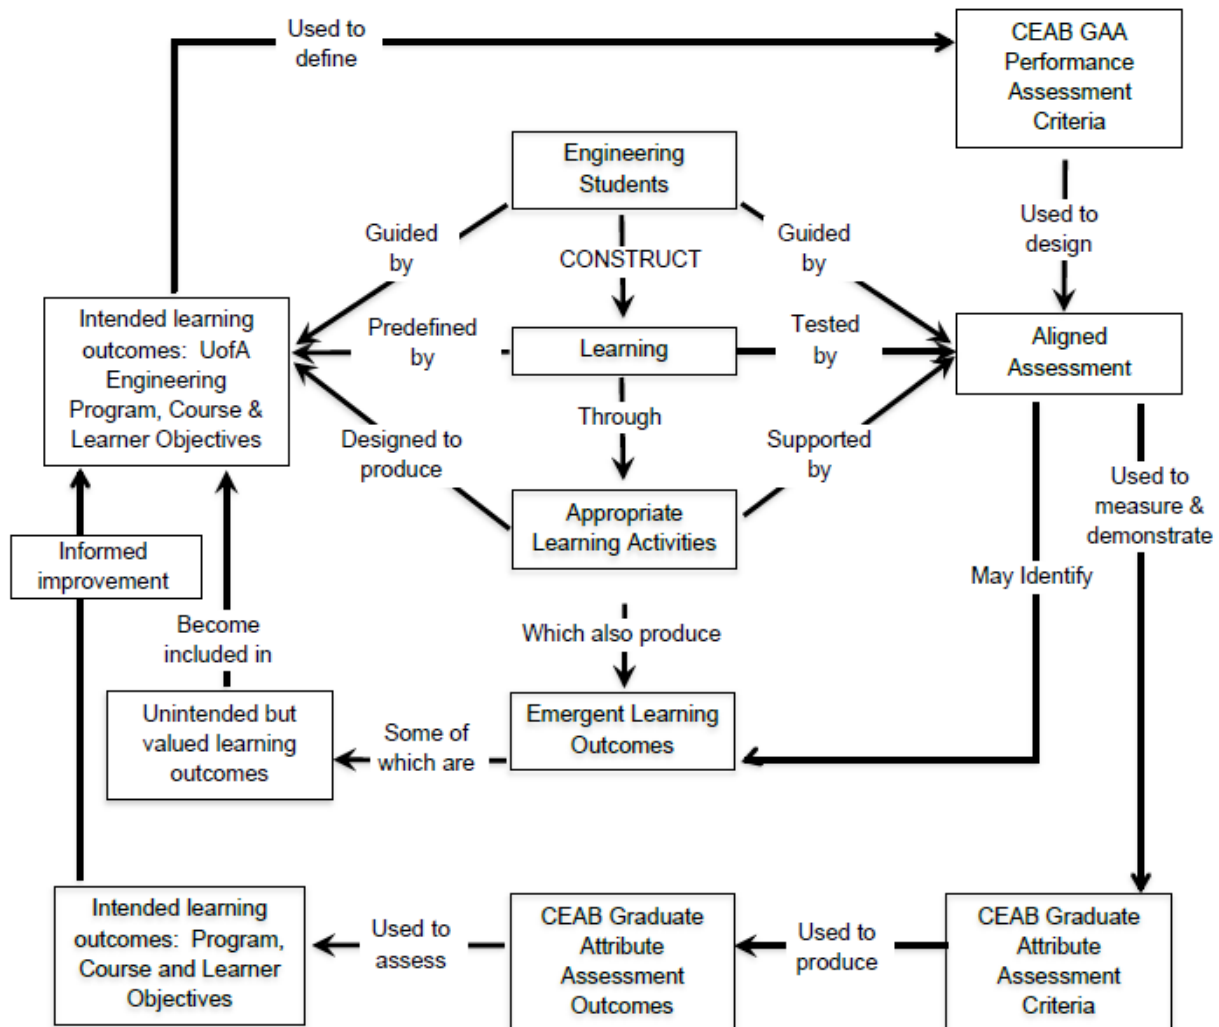 Used to
define
CEAB GAA
Performance
Assessment
Criteria
Engineering
Students
Guided
by
CONSTRUCT
Guided
by
Used to
design
Intended learning
outcomes: UofA
Engineering
Program, Course &
Learner Objectives
Predefined
by
Learning
Tested
by
Aligned
Assessment
Designed to
produce
Through
Supported
by
Appropriate
Learning Activities
Used to
measure &
demonstrate
Informed
improvement
May Identify
Become
included in
Which also produce
Unintended but
valued learning
outcomes
Some of
which are
Emergent Learning
Outcomes
Intended learning
outcomes: Program,
Course and Learner
Objectives
Used to
assess
CEAB Graduate
Attribute
Assessment
Outcomes
Used to
produce
CEAB Graduate
Attribute
Assessment
Criteria